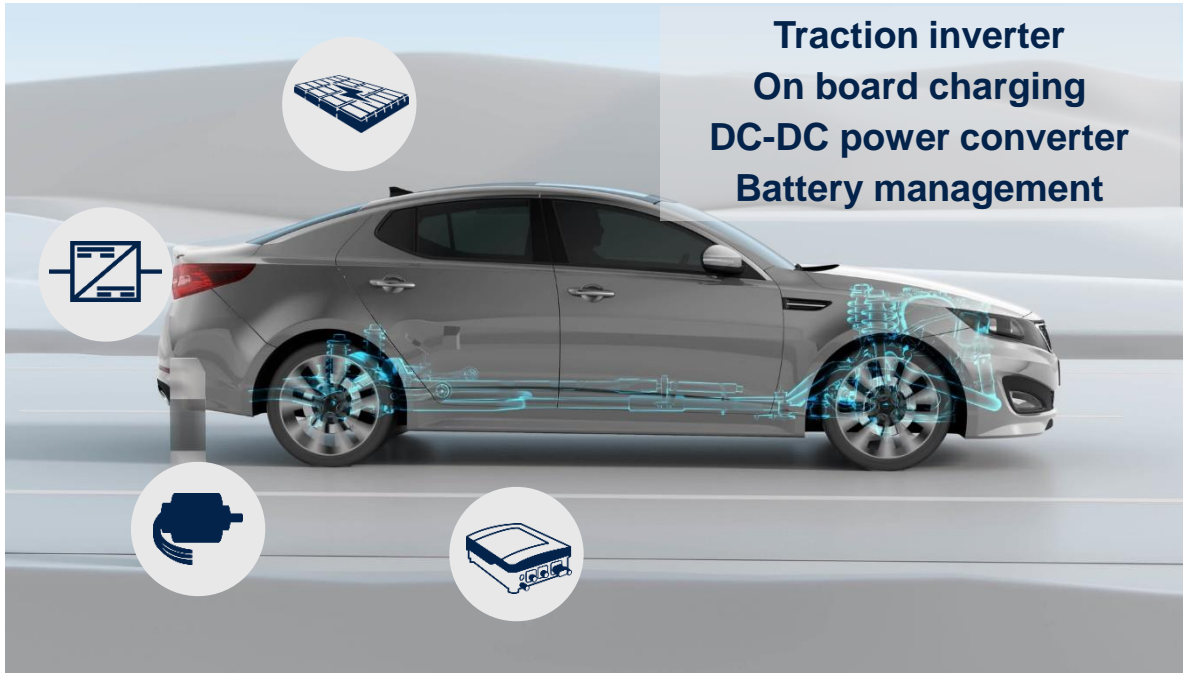 Traction inverter
On board charging
DC-DC power converter
Battery management